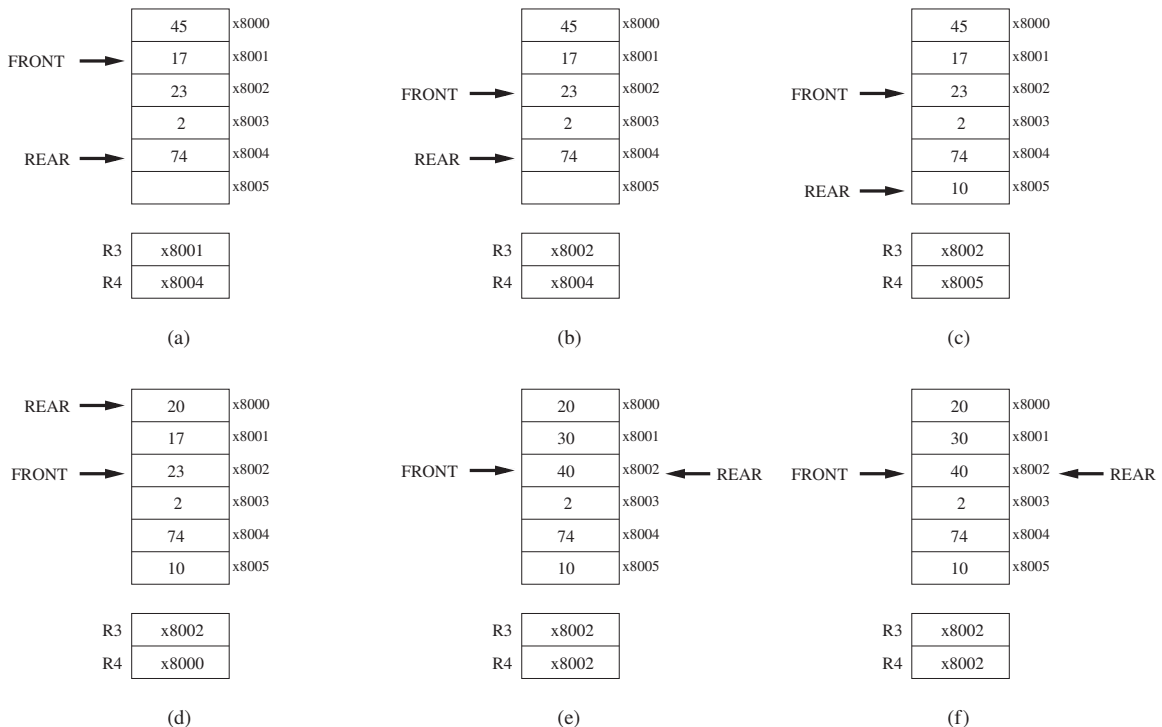 45 x8000
FRONT 17 x8001
23 x8002
2 x8003
REAR 74 x8004
x8005
R3 x8001
R4 x8004
(a)
45 x8000
17 x8001
FRONT 23 x8002
2 x8003
REAR 74 x8004
x8005
R3 x8002
R4 x8004
(b)
45 x8000
17 x8001
FRONT 23 x8002
2 x8003
74 x8004
REAR 10 x8005
R3 x8002
R4 x8005
(c)
REAR 20 x8000
17 x8001
FRONT 23 x8002
2 x8003
74 x8004
10 x8005
R3 x8002
R4 x8000
(d)
20 x8000
30 x8001
FRONT 40 x8002 REAR
2 x8003
74 x8004
10 x8005
R3 x8002
R4 x8002
(e)
20 x8000
30 x8001
FRONT 40 x8002 REAR
2 x8003
74 x8004
10 x8005
R3 x8002
R4 x8002
(f)